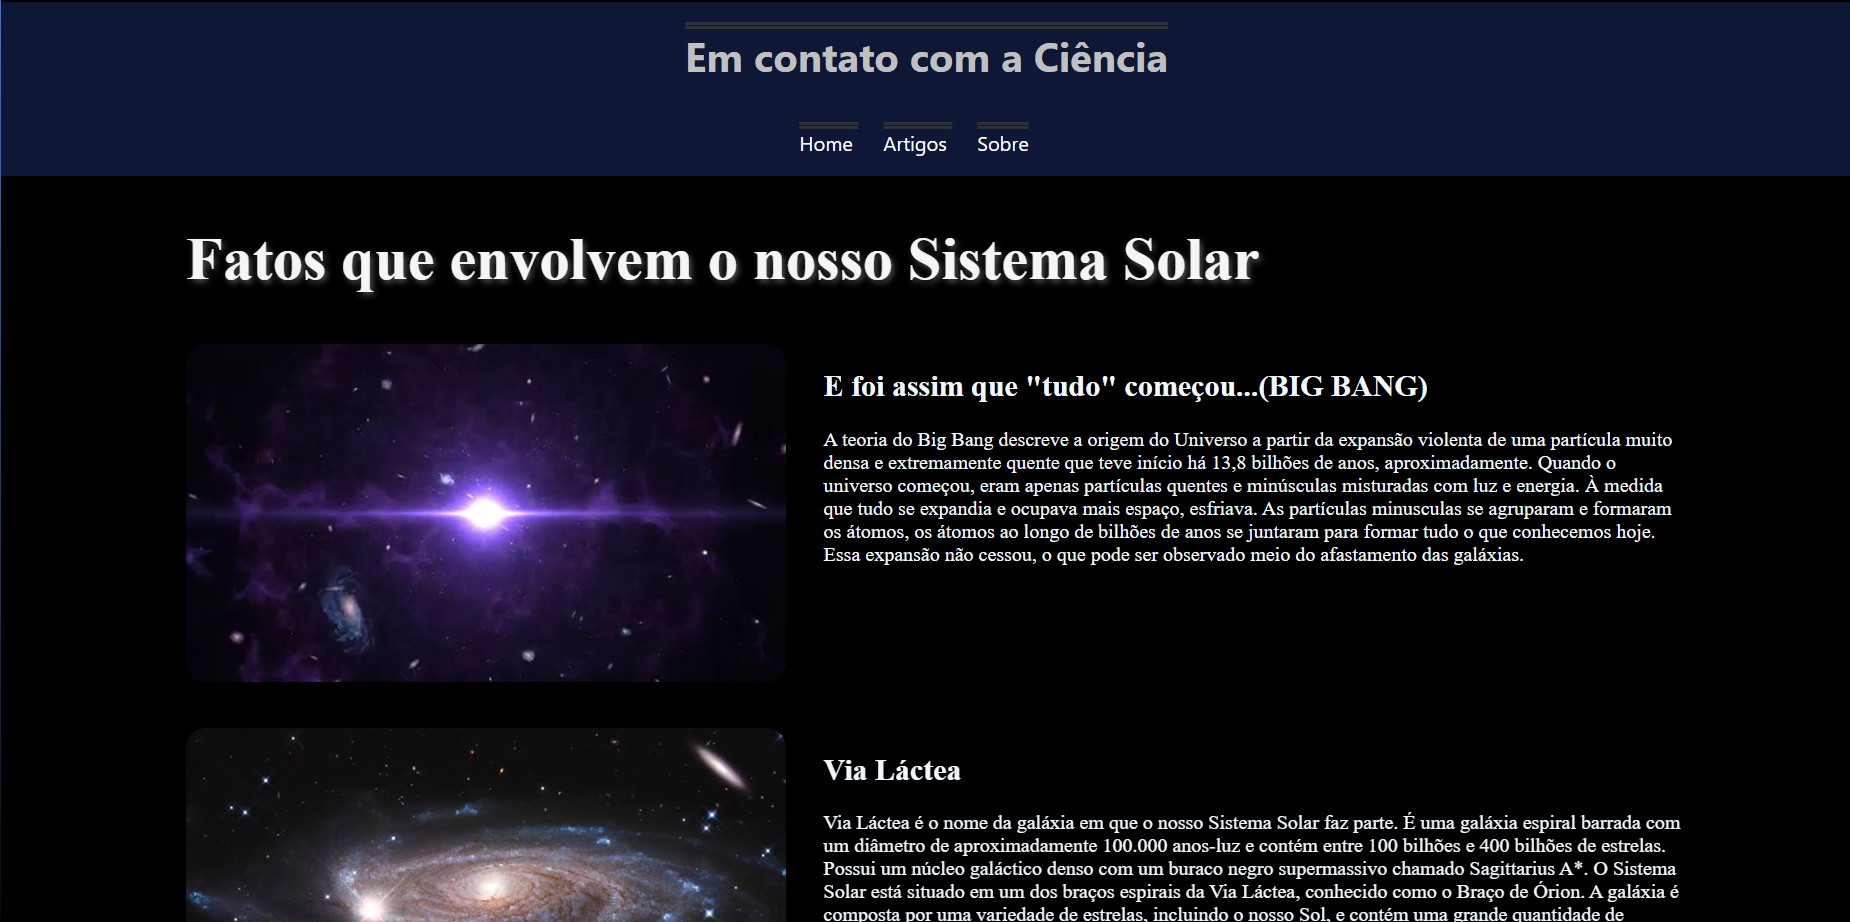 Em contato com a Ciência
Home Artigos Sobre
Fatos que envolvem o nosso Sistema Solar
E foi assim que "tudo" começou...(BIG BANG)
A teoria do Big Bang descreve a origem do Universo a partir da expansão violenta de uma partícula muito
densa e extremamente quente que teve início há 13,8 bilhões de anos, aproximadamente. Quando o
universo começou, eram apenas partículas quentes e minúsculas misturadas com luz e energia. À medida
que tudo se expandia e ocupava mais espaço, esfriava. As partículas minusculas se agruparam e formaram
os átomos, os átomos ao longo de bilhões de anos se juntaram para formar tudo o que conhecemos hoje.
Essa expansão não cessou, o que pode ser observado meio do afastamento das galáxias.
Via Láctea
Via Láctea é o nome da galáxia em que o nosso Sistema Solar faz parte. É uma galáxia espiral barrada com
um diâmetro de aproximadamente 100.000 anos-luz e contém entre 100 bilhões e 400 bilhões de estrelas.
Possui um núcleo galáctico denso com um buraco negro supermassivo chamado Sagittarius A*. O Sistema
Solar está situado em um dos braços espirais da Via Láctea, conhecido como o Braço de Órion. A galáxia é
composta por uma variedade de estrelas, incluindo o nosso Sol, e contém uma grande quantidade de